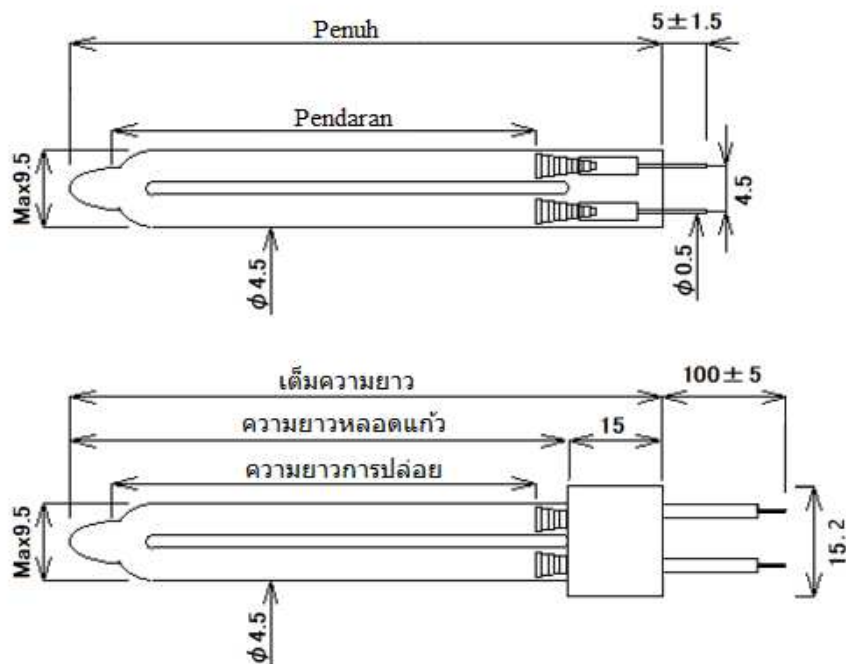 Penuh
5±1.5
Pendaran
Max9.5
4.5
φ4.5
φ0.5
เต็มความยาว
100±5
ความยาวหลอดแก้ว
15
ความยาวการปล่อย
Max9.5
15.2
φ4.5